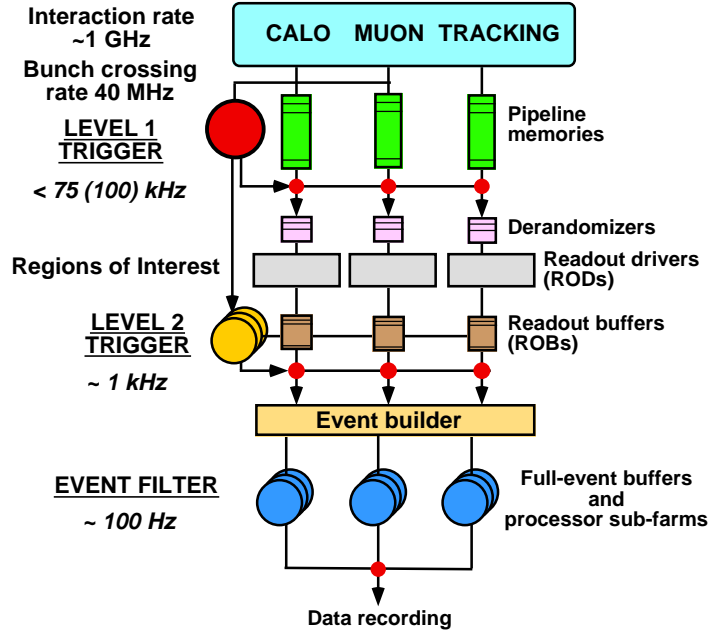 Interaction rate
~1 GHz
CALO MUON TRACKING
Bunch crossing
rate 40 MHz
Pipeline
memories
LEVEL 1
TRIGGER
< 75 (100) kHz
Derandomizers
Regions of Interest
Readout drivers
(RODs)
LEVEL 2
TRIGGER
Readout buffers
(ROBs)
~ 1 kHz
Event builder
EVENT FILTER
~ 100 Hz
Full-event buffers
and
processor sub-farms
Data recording